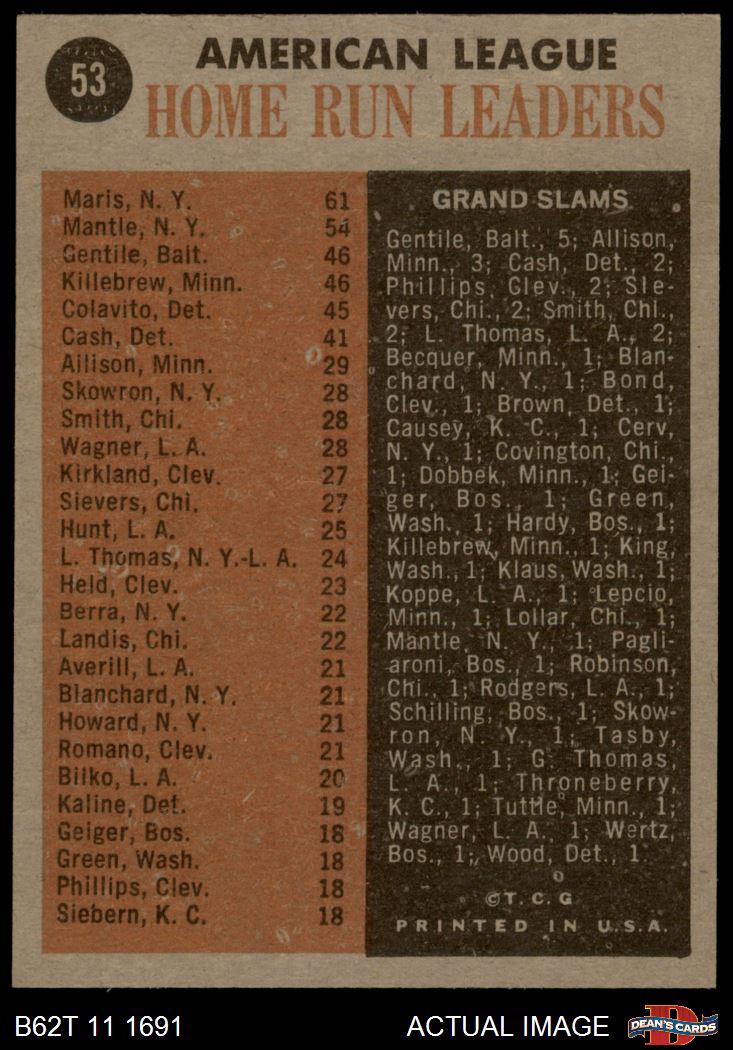 53
AMERICAN LEAGUE
HOME RUN LEADERS
Maris, N. Y. 61
Mantle, N. Y. 54
Gentile, Balt. 46
Killebrew, Minn. 46
Colavito, Det. 45
Cash, Det. 41
Allison, Minn. 29
Skowron, N. Y. 28
Smith, Chi. 28
Wagner, L. A. 28
Kirkland, Clev. 27
Sievers, Chi. 27
Hunt, L. A. 25
L. Thomas, N. Y.-L. A. 24
Held, Clev. 23
Berra, N. Y. 22
Landis, Chi. 22
Averill, L. A. 21
Blanchard, N. Y. 21
Howard, N. Y. 21
Romano, Clev. 21
Bilko, L. A. 20
Kaline, Det. 19
Geiger, Bos. 18
Green, Wash. 18
Phillips, Clev. 18
Siebern, K. C. 18
GRAND SLAMS
Gentile, Balt., 5; Allison,
Minn., 3; Cash, Det., 2;
Phillips, Clev., 2; Sie-
vers, Chi., 2; Smith, Chi.,
2; L. Thomas, L. A., 2;
Becquer, Minn., 1; Blan-
chard, N. Y., 1; Bond,
Clev., 1; Brown, Det., 1;
Causey, K. C., 1; Cerv,
N. Y., 1; Covington, Chi.,
1; Dobbek, Minn., 1; Gei-
ger, Bos., 1; Green,
Wash., 1; Hardy, Bos., 1;
Killebrew, Minn., 1; King,
Wash., 1; Klaus, Wash., 1;
Koppe, L. A., 1; Lepcio,
Minn., 1; Lollar, Chi., 1;
Mantle, N. Y., 1; Pagli-
aroni, Bos., 1; Robinson,
Chi., 1; Rodgers, L. A., 1;
Schilling, Bos., 1; Skow-
ron, N. Y., 1; Tasby,
Wash., 1; G. Thomas,
L. A., 1; Throneberry,
K. C., 1; Tuttle, Minn., 1;
Wagner, L. A., 1; Wertz,
Bos., 1; Wood, Det., 1.
©T. C. G
PRINTED IN U.S.A.
B62T 11 1691
ACTUAL IMAGE
D
DEAN'S CARDS